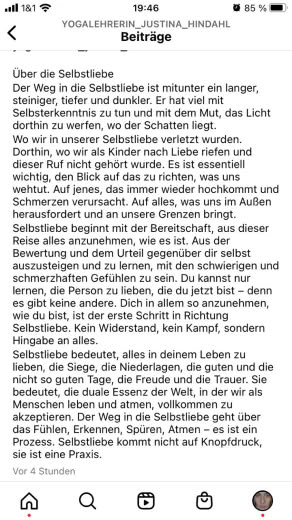 1&1
19:46
85 %
YOGALEHRERIN_JUSTINA_HINDAHL
Beiträge
Über die Selbstliebe
Der Weg in die Selbstliebe ist mitunter ein langer,
steiniger, tiefer und dunkler. Er hat viel mit
Selbsterkenntnis zu tun und mit dem Mut, das Licht
dorthin zu werfen, wo der Schatten liegt.
Wo wir in unserer Selbstliebe verletzt wurden.
Dorthin, wo wir als Kinder nach Liebe riefen und
dieser Ruf nicht gehört wurde. Es ist essentiell
wichtig, den Blick auf das zu richten, was uns
wehtut. Auf jenes, das immer wieder hochkommt und
Schmerzen verursacht. Auf alles, was uns im Außen
herausfordert und an unsere Grenzen bringt.
Selbstliebe beginnt mit der Bereitschaft, aus dieser
Reise alles anzunehmen, wie es ist. Aus der
Bewertung und dem Urteil gegenüber dir selbst
auszusteigen und zu lernen, mit den schwierigen und
schmerzhaften Gefühlen zu sein. Du kannst nur
lernen, die Person zu lieben, die du jetzt bist – denn
es gibt keine andere. Dich in allem so anzunehmen,
wie du bist, ist der erste Schritt in Richtung
Selbstliebe. Kein Widerstand, kein Kampf, sondern
Hingabe an alles.
Selbstliebe bedeutet, alles in deinem Leben zu
lieben, die Siege, die Niederlagen, die guten und die
nicht so guten Tage, die Freude und die Trauer. Sie
bedeutet, die duale Essenz der Welt, in der wir als
Menschen leben und atmen, vollkommen zu
akzeptieren. Der Weg in die Selbstliebe geht über
das Fühlen, Erkennen, Spüren, Atmen – es ist ein
Prozess. Selbstliebe kommt nicht auf Knopfdruck,
sie ist eine Praxis.
Vor 4 Stunden